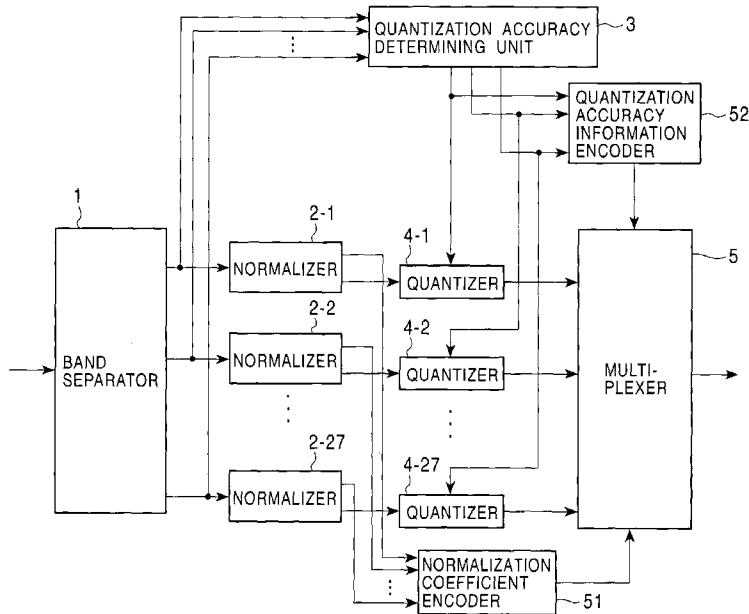 3
QUANTIZATION ACCURACY
DETERMINING UNIT
QUANTIZATION
ACCURACY
INFORMATION
ENCODER
52
1
BAND
SEPARATOR
2-1
NORMALIZER
4-1
QUANTIZER
2-2
NORMALIZER
4-2
QUANTIZER
2-27
NORMALIZER
4-27
QUANTIZER
5
MULTI-
PLEXER
NORMALIZATION
COEFFICIENT
ENCODER
51